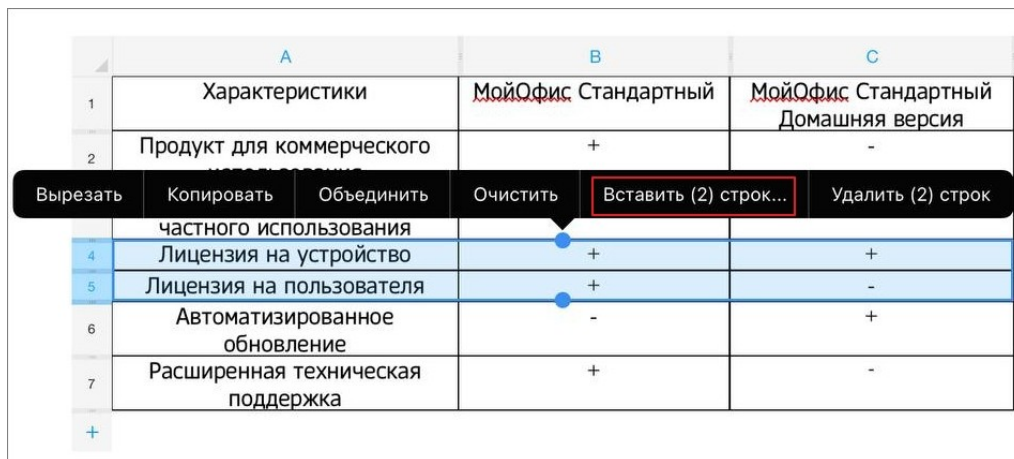 A B C
1 Характеристики МойОфис Стандартный МойОфис Стандартный
Домашняя версия
2 Продукт для коммерческого + -
Вырезать Копировать Объединить Очистить Вставить (2) строк... Удалить (2) строк
частного использования
4 Лицензия на устройство + +
5 Лицензия на пользователя + -
6 Автоматизированное - +
обновление
7 Расширенная техническая + -
поддержка
+